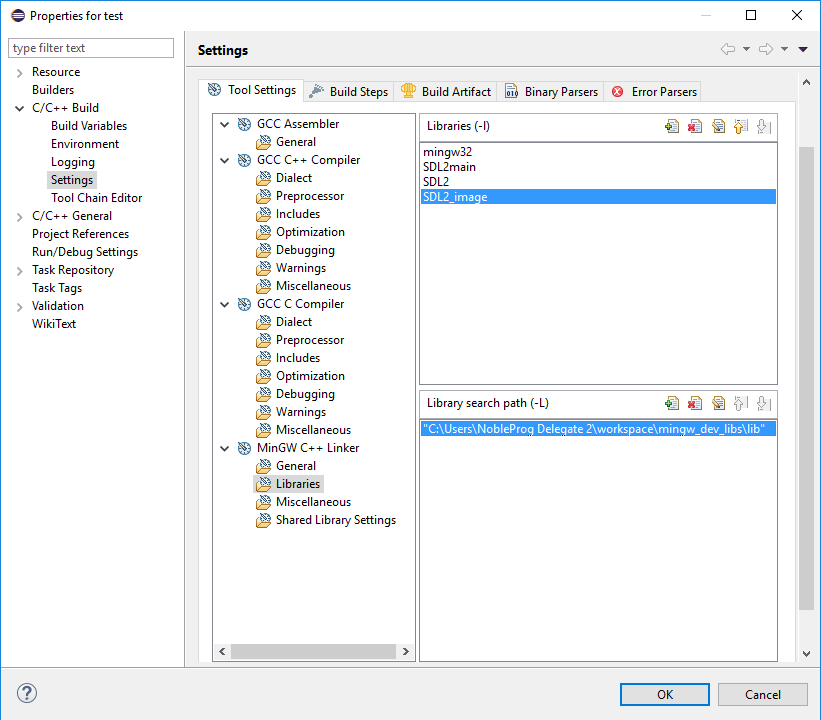 Properties for test
type filter text
Resource
Builders
C/C++ Build
Build Variables
Environment
Logging
Settings
Tool Chain Editor
C/C++ General
Project References
Run/Debug Settings
Task Repository
Task Tags
Validation
WikiText
Settings
Tool Settings
Build Steps
Build Artifact
Binary Parsers
Error Parsers
GCC Assembler
General
GCC C++ Compiler
Dialect
Preprocessor
Includes
Optimization
Debugging
Warnings
Miscellaneous
GCC C Compiler
Dialect
Preprocessor
Includes
Optimization
Debugging
Warnings
Miscellaneous
MinGW C++ Linker
General
Libraries
Miscellaneous
Shared Library Settings
Libraries (-l)
mingw32
SDL2main
SDL2
SDL2_image
Library search path (-L)
"C:\Users\NobleProg Delegate 2\workspace\mingw_dev_libs\lib"
OK
Cancel